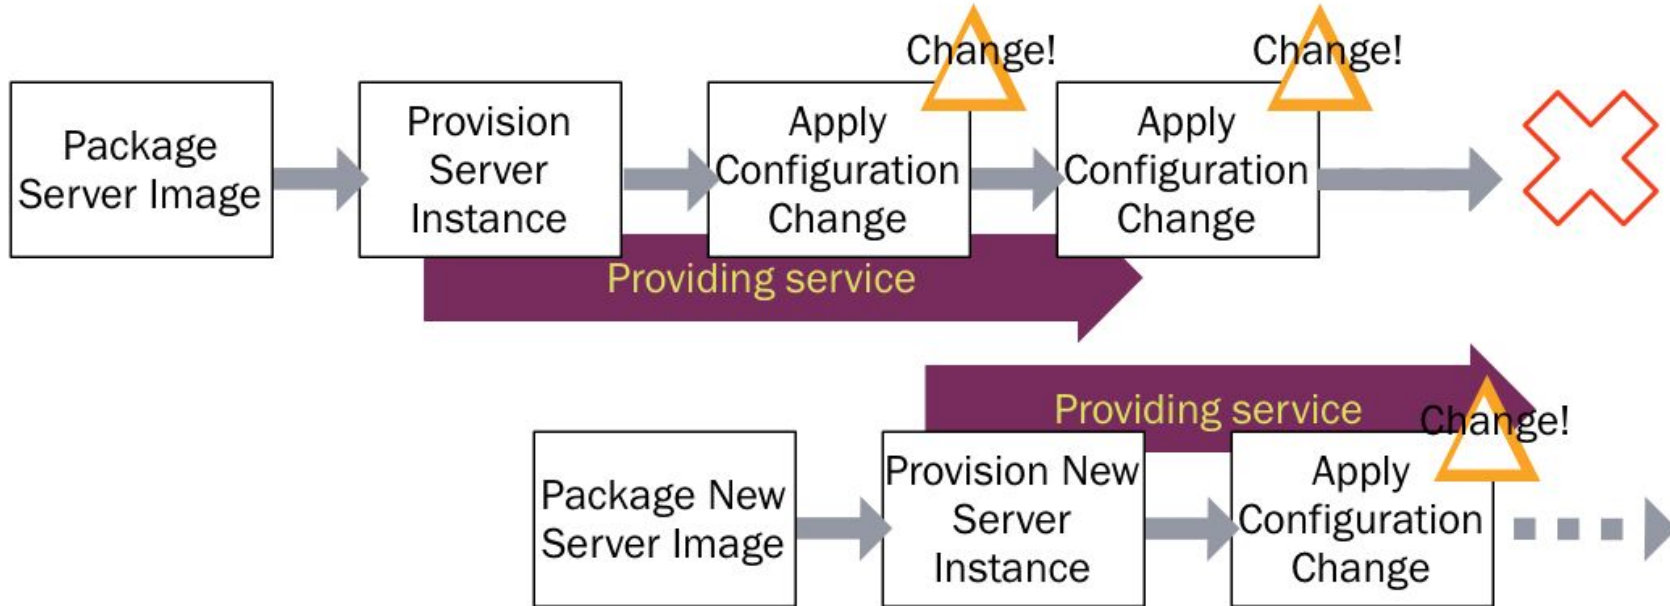 Change!
Change!
Package
Server Image
Provision
Server
Instance
Apply
Configuration
Change
Apply
Configuration
Change
Providing service
Providing service
Change!
Package New
Server Image
Provision New
Server
Instance
Apply
Configuration
Change